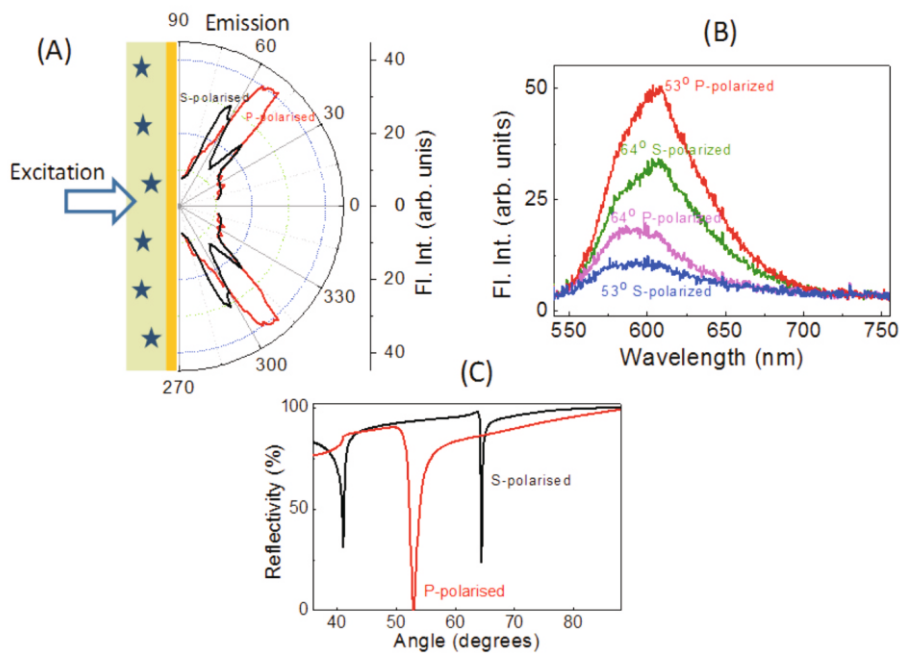 (A)
Emission
90
60
30
0
330
300
270
S-polarised
P-polarised
Excitation
40
20
0
20
40
Fl. Int. (arb. unis)
(B)
50
25
0
Fl. Int. (arb. units)
53° P-polarized
64° S-polarized
64° P-polarized
53° S-polarized
550 600 650 700 750
Wavelength (nm)
(C)
100
50
0
Reflectivity (%)
S-polarised
P-polarised
40 50 60 70 80
Angle (degrees)